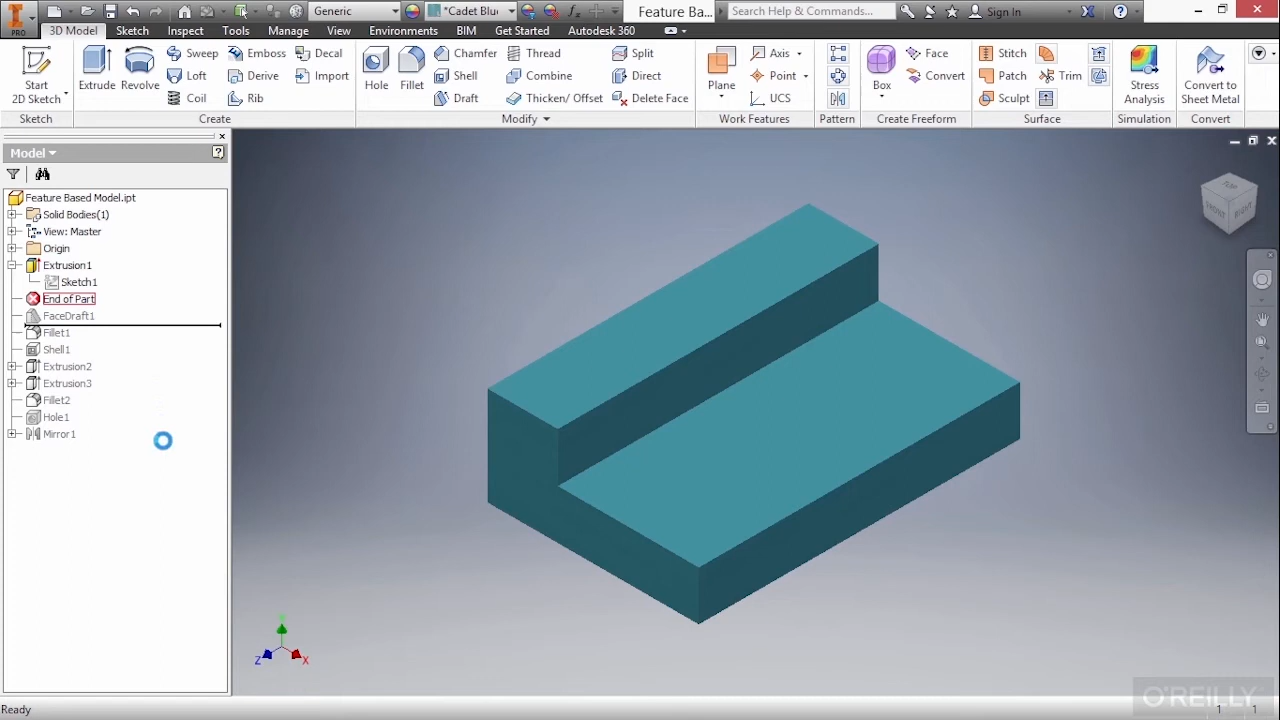 PRO
Generic
*Cadet Blue
Feature Ba...
Search Help & Commands...
Sign In
3D Model Sketch Inspect Tools Manage View Environments BIM Get Started Autodesk 360
Start
2D Sketch
Extrude Revolve
Sweep Emboss Decal
Loft Derive Import
Coil Rib
Hole Fillet
Chamfer Thread Split
Shell Combine Direct
Draft Thicken/ Offset Delete Face
Plane
Axis
Point
UCS
Box
Face
Convert
Stitch
Patch Trim
Sculpt
Stress
Analysis
Convert to
Sheet Metal
Sketch Create Modify Work Features Pattern Create Freeform Surface Simulation Convert
Model
Feature Based Model.ipt
Solid Bodies(1)
View: Master
Origin
Extrusion1
Sketch1
End of Part
FaceDraft1
Fillet1
Shell1
Extrusion2
Extrusion3
Fillet2
Hole1
Mirror1
TOP
FRONT RIGHT
Z X
O'REILLY
Ready 1 1